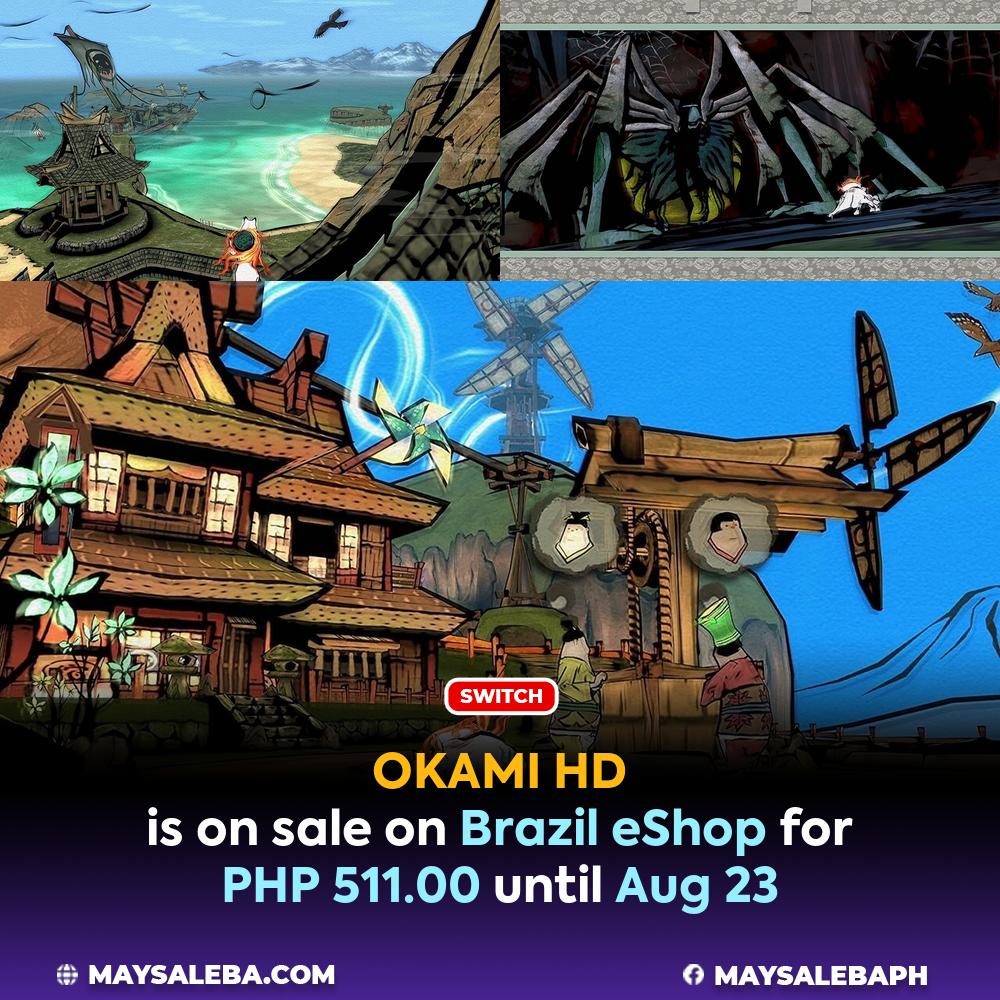 SWITCH
OKAMI HD
is on sale on Brazil eShop for
PHP 511.00 until Aug 23
MAYSALEBA.COM
MAYSALEBAPH